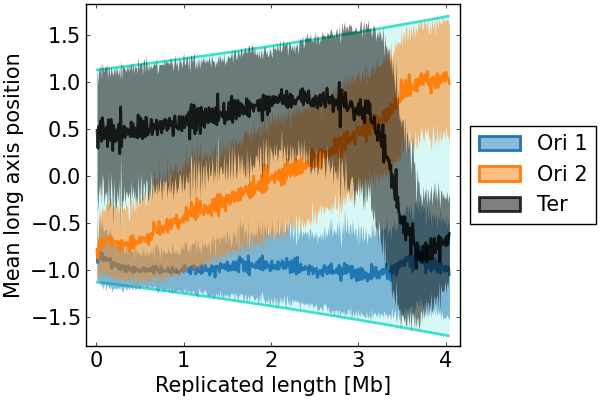 1.5
1.0
0.5
0.0
−0.5
−1.0
−1.5
Mean long axis position
0 1 2 3 4
Replicated length [Mb]
Ori 1
Ori 2
Ter